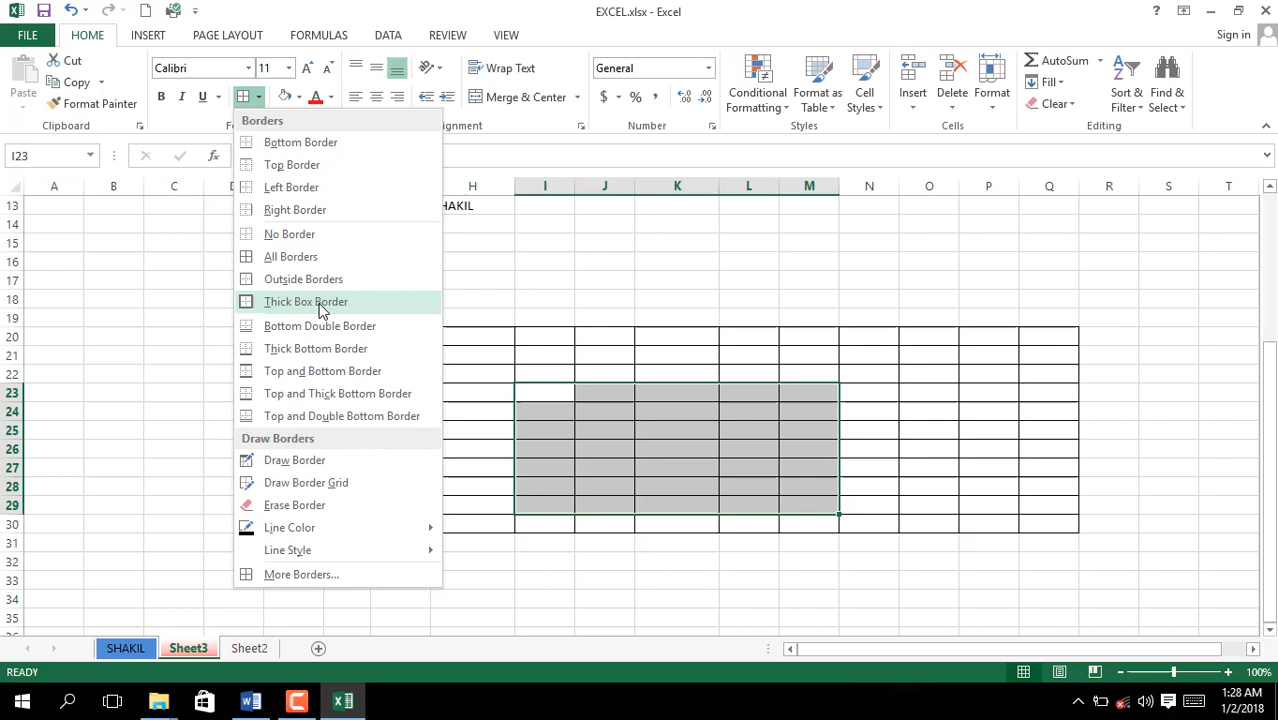 EXCEL.xlsx - Excel
?
FILE
HOME
INSERT
PAGE LAYOUT
FORMULAS
DATA
REVIEW
VIEW
Sign in
Paste
Cut
Copy
Format Painter
Clipboard
Calibri
11
B I U
A
Wrap Text
Merge & Center
General
$ % ,
Conditional
Formatting
Format as
Table
Cell
Styles
Insert
Delete
Format
AutoSum
Fill
Clear
Sort &
Filter
Find &
Select
F
gnment
Number
Styles
Cells
Editing
I23
fx
Borders
Bottom Border
Top Border
Left Border
Right Border
No Border
All Borders
Outside Borders
Thick Box Border
Bottom Double Border
Thick Bottom Border
Top and Bottom Border
Top and Thick Bottom Border
Top and Double Bottom Border
Draw Borders
Draw Border
Draw Border Grid
Erase Border
Line Color
Line Style
More Borders...
A B C D H I J K L M N O P Q R S T
13 HAKIL
14
15
16
17
18
19
20
21
22
23
24
25
26
27
28
29
30
31
32
33
34
35
SHAKIL
Sheet3
Sheet2
READY
100%
1:28 AM
1/2/2018